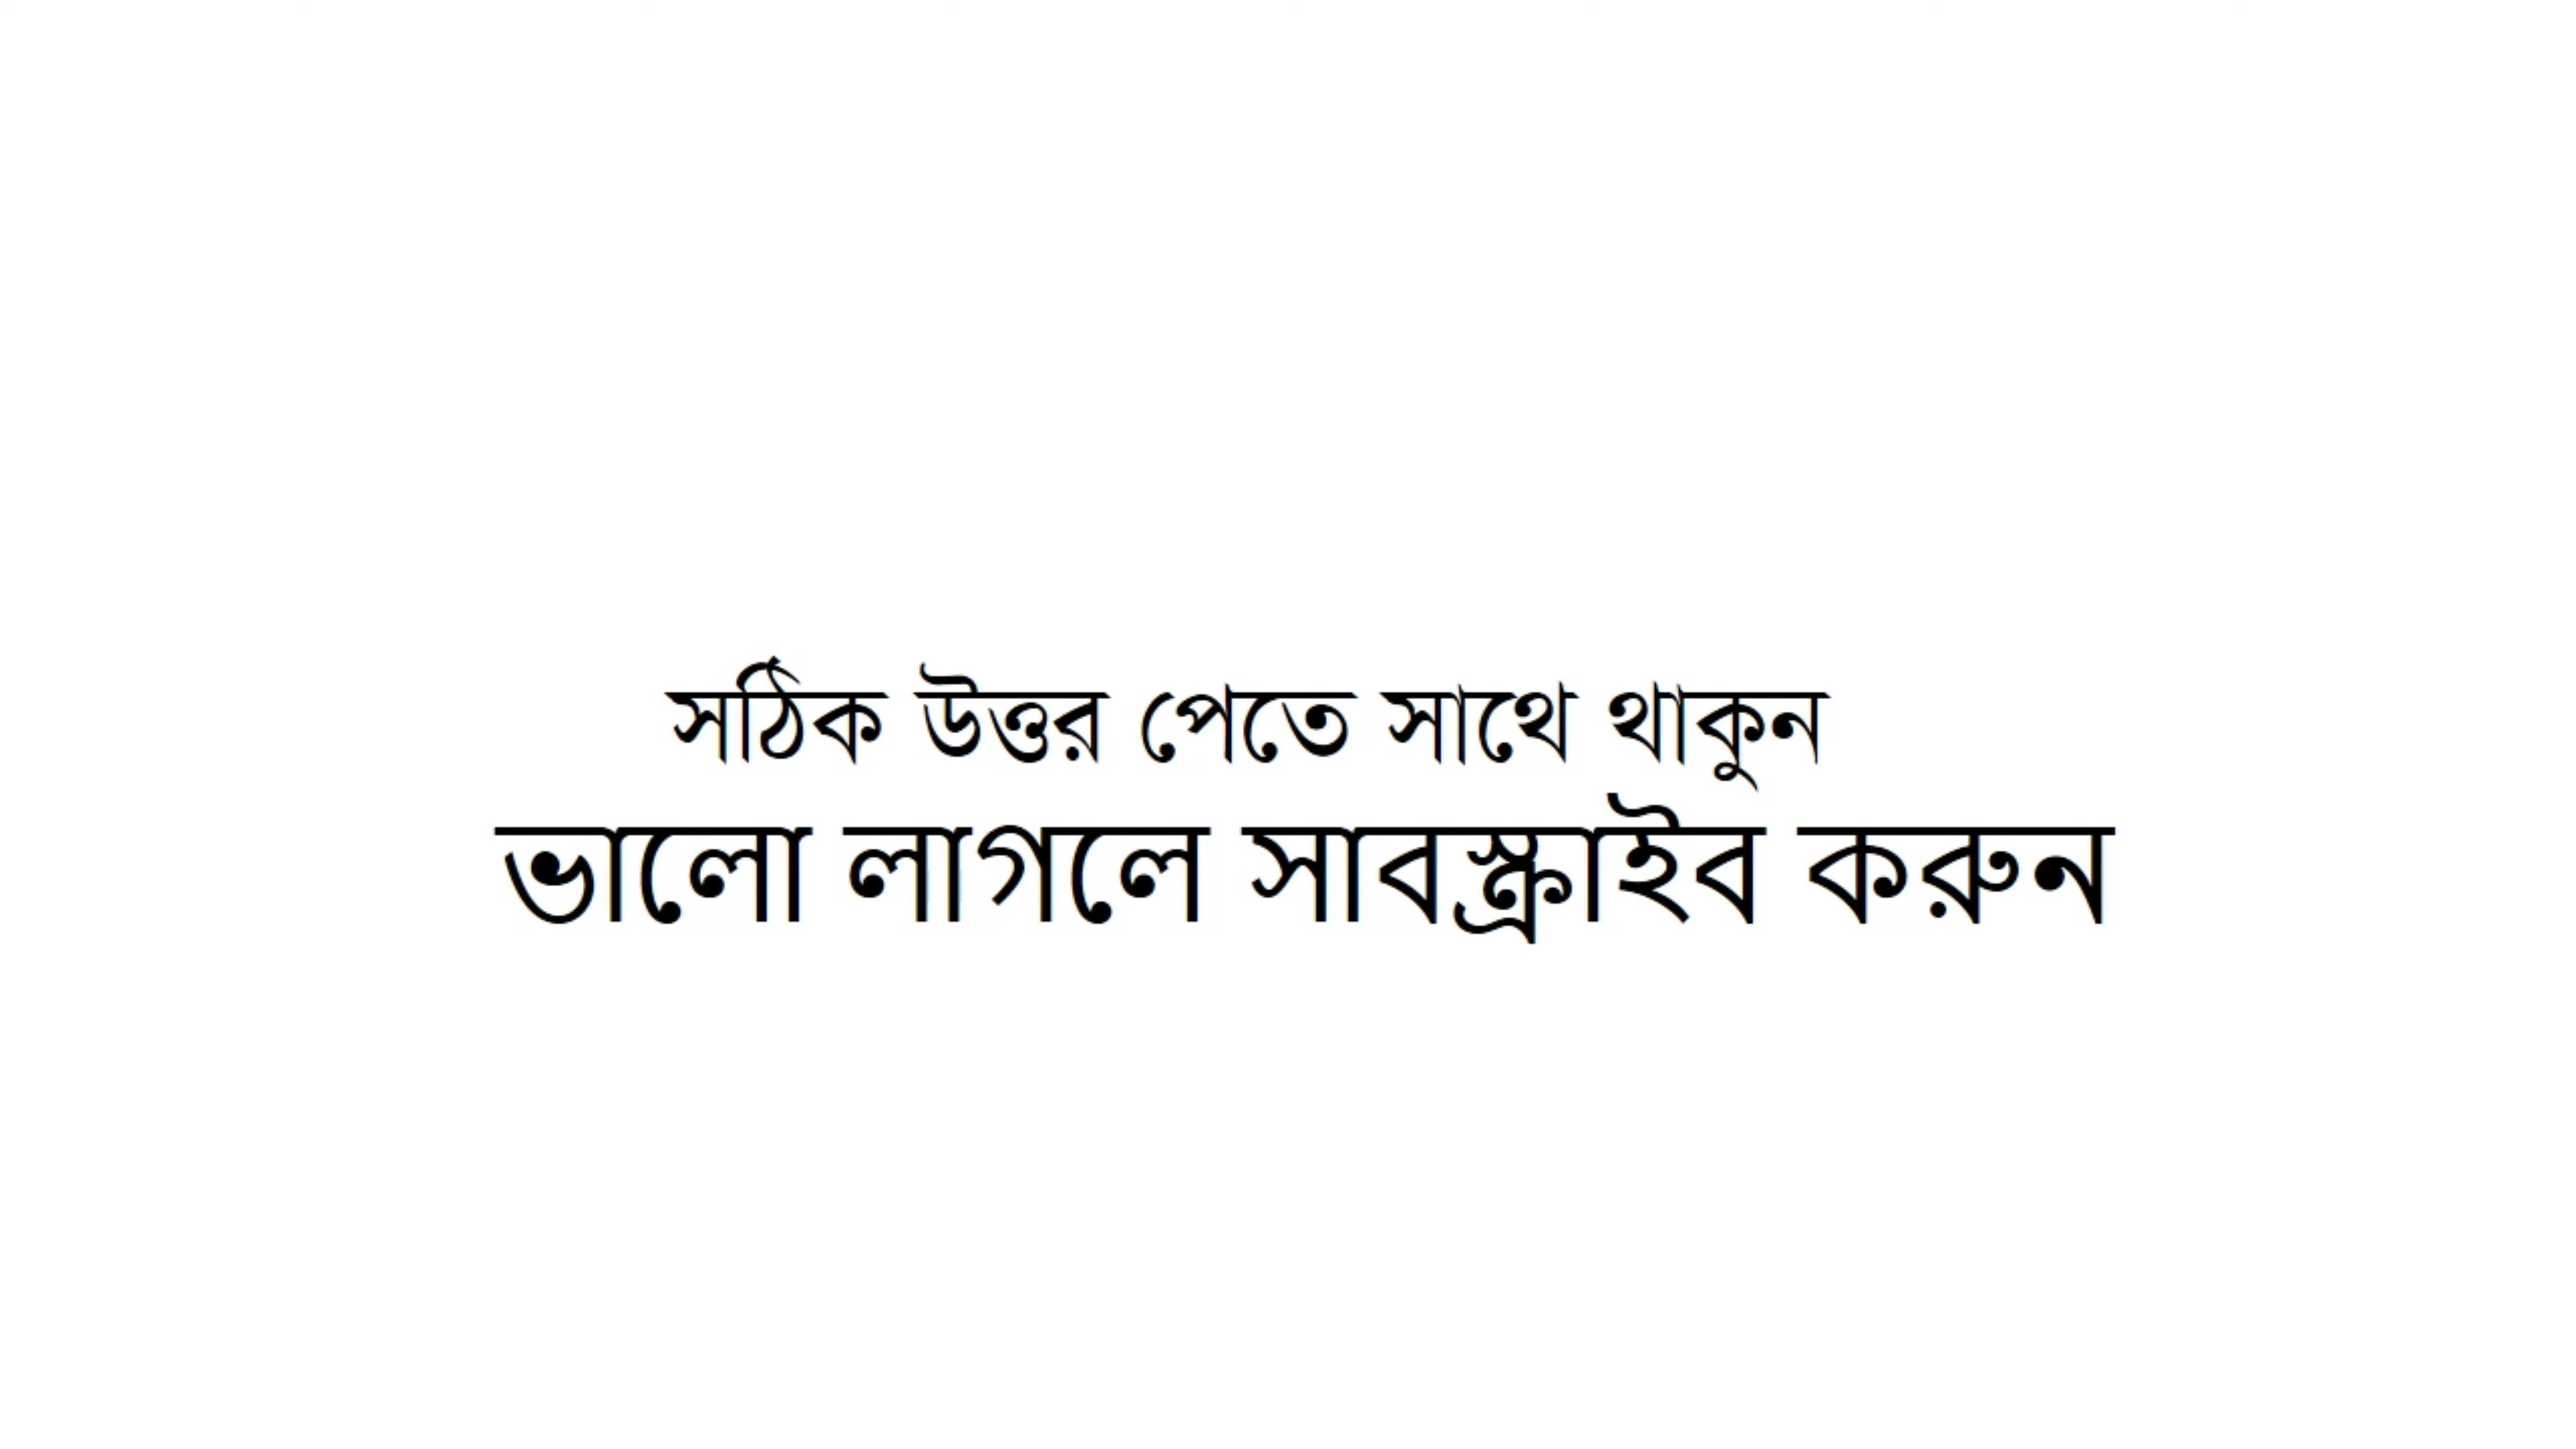 সঠিক উত্তর পেতে সাথে থাকুন
ভালো লাগলে সাবস্ক্রাইব করুন